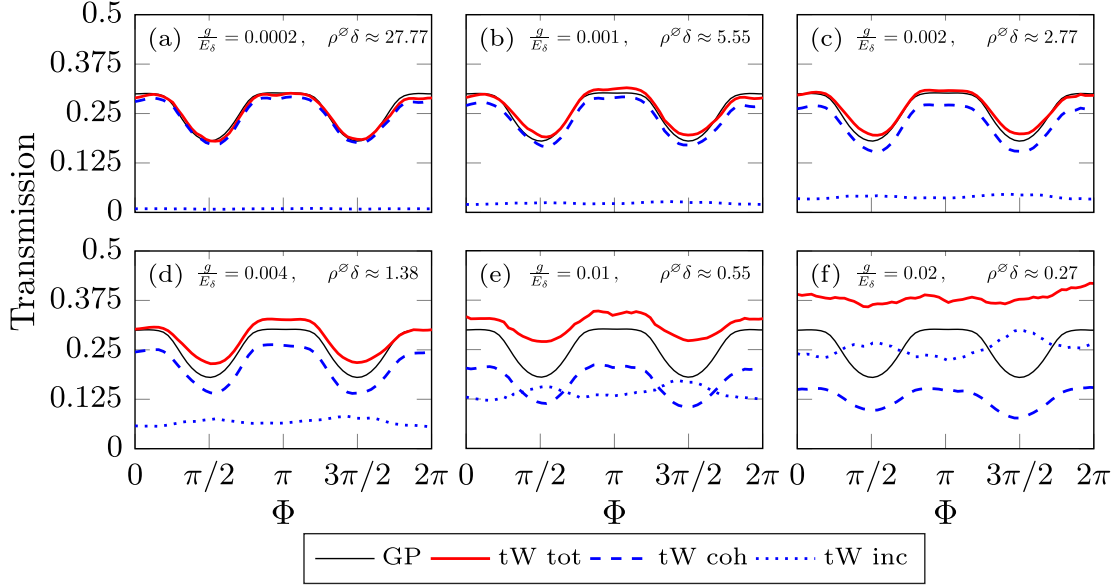 (a) g/E_δ = 0.0002, ρ^∅ δ ≈ 27.77
(b) g/E_δ = 0.001, ρ^∅ δ ≈ 5.55
(c) g/E_δ = 0.002, ρ^∅ δ ≈ 2.77
0.5
0.375
0.25
0.125
0
Transmission
(d) g/E_δ = 0.004, ρ^∅ δ ≈ 1.38
(e) g/E_δ = 0.01, ρ^∅ δ ≈ 0.55
(f) g/E_δ = 0.02, ρ^∅ δ ≈ 0.27
0.5
0.375
0.25
0.125
0
0 π/2 π 3π/2 2π
0 π/2 π 3π/2 2π
0 π/2 π 3π/2 2π
Φ Φ Φ
GP tW tot tW coh tW inc